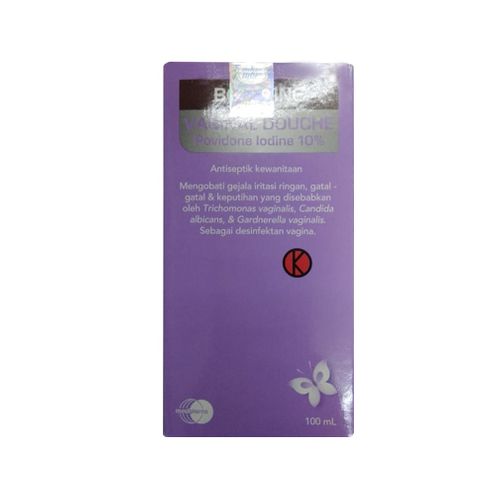 VAGINAL DOUCHE
Povidone Iodine 10%
Antiseptik kewanitaan
Mengobati gejala iritasi ringan, gatal -
gatal & keputihan yang disebabkan
oleh Trichomonas vaginalis, Candida
albicans, & Gardnerella vaginalis.
Sebagai desinfektan vagina.
K
100 mL